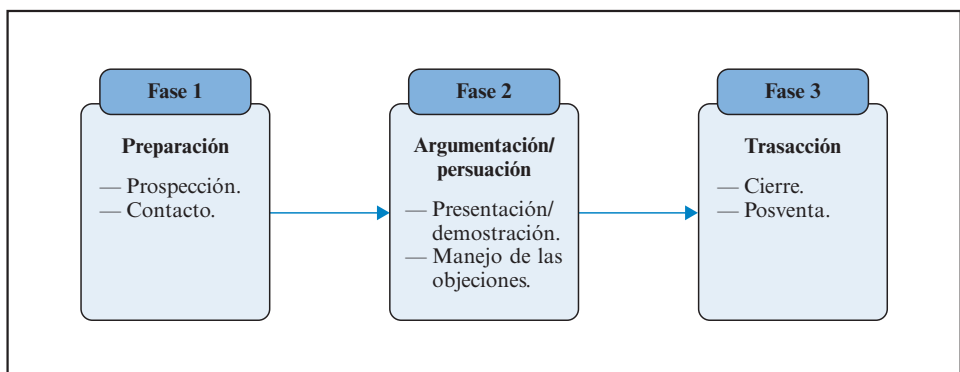 Fase 1
Preparación
— Prospección.
— Contacto.
Fase 2
Argumentación/
persuación
— Presentación/
demostración.
— Manejo de las
objeciones.
Fase 3
Trasacción
— Cierre.
— Posventa.